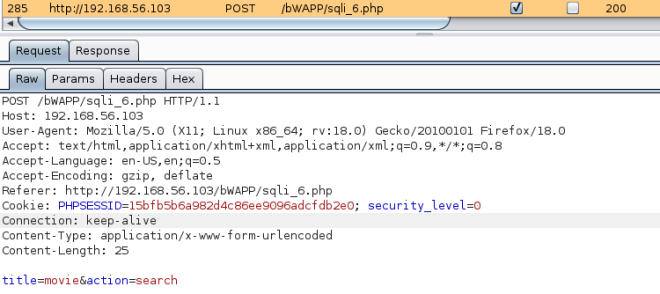 285 http://192.168.56.103 POST /bWAPP/sqli_6.php 200
Request Response
Raw Params Headers Hex
POST /bWAPP/sqli_6.php HTTP/1.1
Host: 192.168.56.103
User-Agent: Mozilla/5.0 (X11; Linux x86_64; rv:18.0) Gecko/20100101 Firefox/18.0
Accept: text/html,application/xhtml+xml,application/xml;q=0.9,*/*;q=0.8
Accept-Language: en-US,en;q=0.5
Accept-Encoding: gzip, deflate
Referer: http://192.168.56.103/bWAPP/sqli_6.php
Cookie: PHPSESSID=15bfb5b6a982d4c86ee9096adcfdb2e0; security_level=0
Connection: keep-alive
Content-Type: application/x-www-form-urlencoded
Content-Length: 25
title=movie&action=search